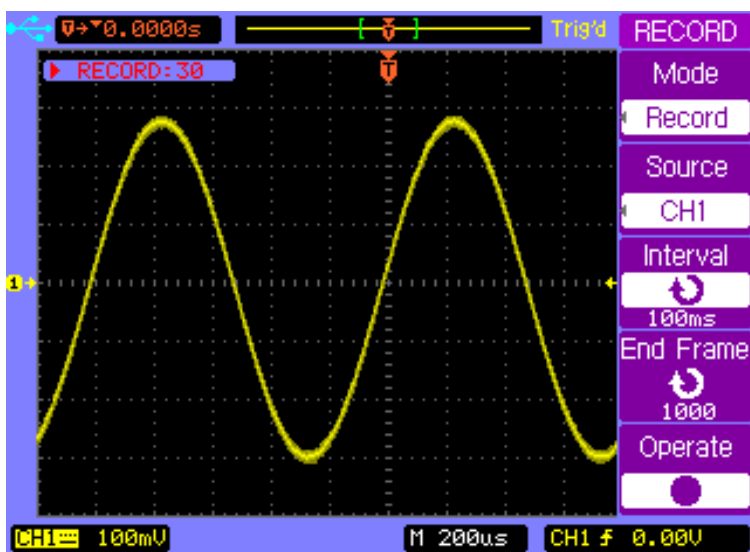 T→▼0.0000s
[ T ]
Trig'd
RECORD
▶ RECORD:30
T
Mode
Record
Source
CH1
Interval
100ms
End Frame
1000
Operate
1
CH1 100mV
M 200us
CH1 0.00V